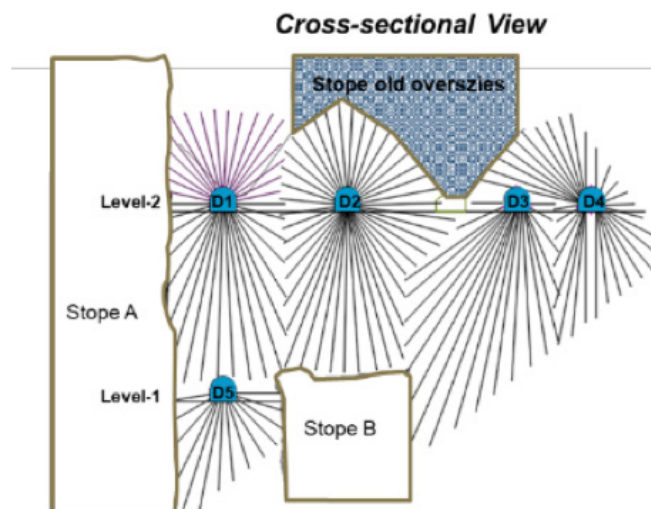 Cross-sectional View
Stope old overszies
Level-2
D1
D2
D3
D4
Stope A
Level-1
D5
Stope B